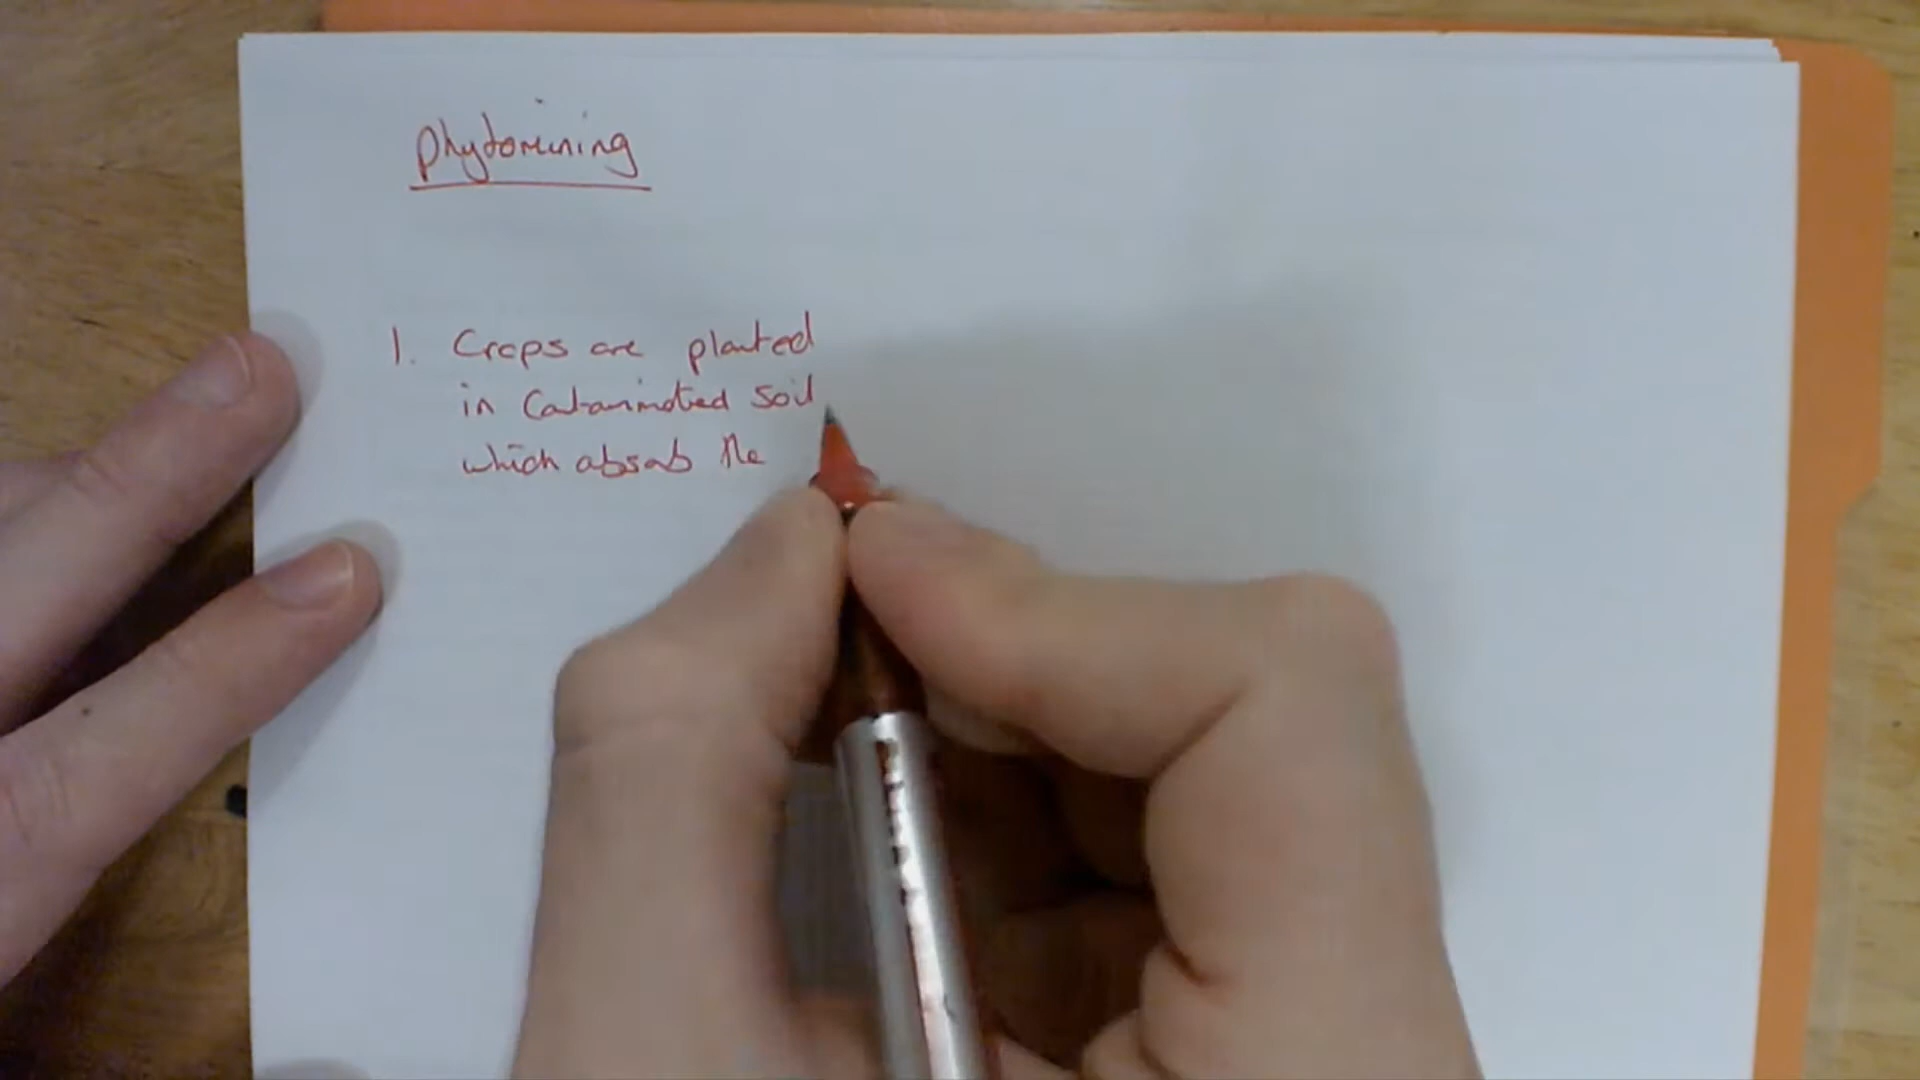 Phytomining
1. Crops are planted
in Contaminated soil
which absorb the